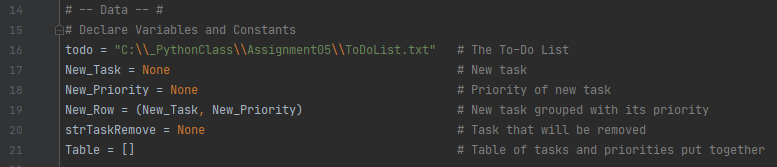 14 # -- Data -- #
15 # Declare Variables and Constants
16 todo = "C:\\_PythonClass\\Assignment05\\ToDoList.txt" # The To-Do List
17 New_Task = None # New task
18 New_Priority = None # Priority of new task
19 New_Row = (New_Task, New_Priority) # New task grouped with its priority
20 strTaskRemove = None # Task that will be removed
21 Table = [] # Table of tasks and priorities put together